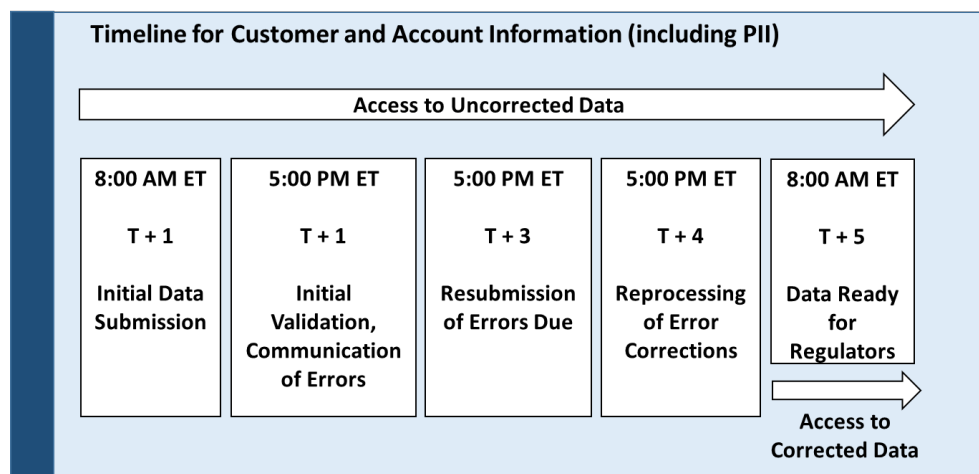 Timeline for Customer and Account Information (including PII)
Access to Uncorrected Data
8:00 AM ET
T + 1
Initial Data
Submission
5:00 PM ET
T + 1
Initial
Validation,
Communication
of Errors
5:00 PM ET
T + 3
Resubmission
of Errors Due
5:00 PM ET
T + 4
Reprocessing
of Error
Corrections
8:00 AM ET
T + 5
Data Ready
for
Regulators
Access to
Corrected Data